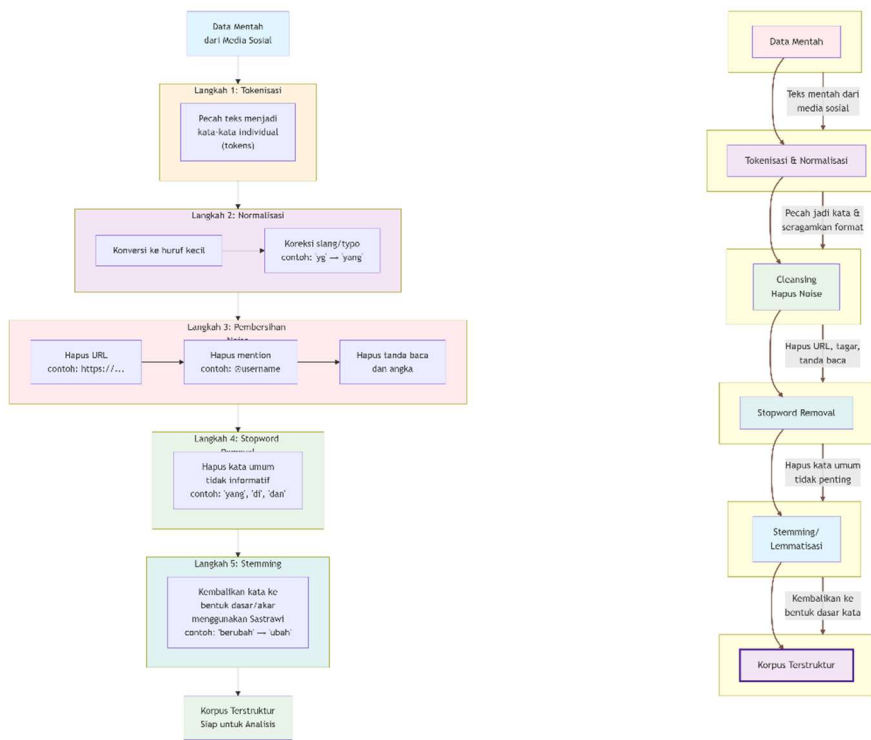 Data Mentah
dari Media Sosial
Langkah 1: Tokenisasi
Pecah teks menjadi
kata-kata individual
(tokens)
Langkah 2: Normalisasi
Konversi ke huruf kecil
Koreksi slang/typo
contoh: 'yg' → 'yang'
Langkah 3: Pembersihan
Hapus URL
contoh: https://...
Hapus mention
contoh: @username
Hapus tanda baca
dan angka
Langkah 4: Stopword
Hapus kata umum
tidak informatif
contoh: 'yang', 'di', 'dan'
Langkah 5: Stemming
Kembalikan kata ke
bentuk dasar/akar
menggunakan Sastrawi
contoh: 'berubah' → 'ubah'
Korpus Terstruktur
Siap untuk Analisis
Data Mentah
Teks mentah dari
media sosial
Tokenisasi & Normalisasi
Pecah jadi kata &
seragamkan format
Cleansing
Hapus Noise
Hapus URL, tagar,
tanda baca
Stopword Removal
Hapus kata umum
tidak penting
Stemming/
Lemmatisasi
Kembalikan ke
bentuk dasar kata
Korpus Terstruktur